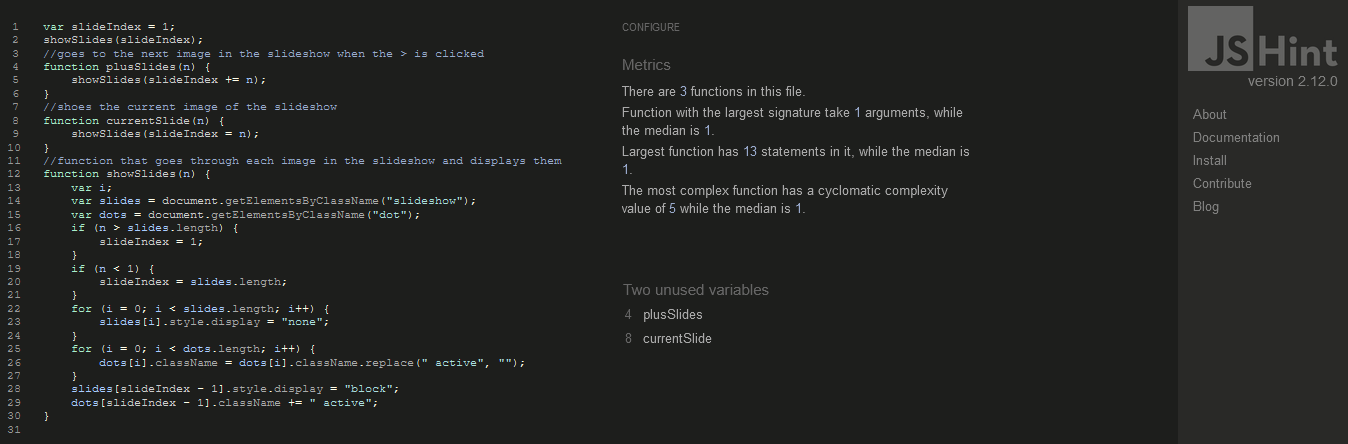 1 var slideIndex = 1;
2 showSlides(slideIndex);
3 //goes to the next image in the slideshow when the > is clicked
4 function plusSlides(n) {
5 showSlides(slideIndex += n);
6 }
7 //shoes the current image of the slideshow
8 function currentSlide(n) {
9 showSlides(slideIndex = n);
10 }
11 //function that goes through each image in the slideshow and displays them
12 function showSlides(n) {
13 var i;
14 var slides = document.getElementsByClassName("slideshow");
15 var dots = document.getElementsByClassName("dot");
16 if (n > slides.length) {
17 slideIndex = 1;
18 }
19 if (n < 1) {
20 slideIndex = slides.length;
21 }
22 for (i = 0; i < slides.length; i++) {
23 slides[i].style.display = "none";
24 }
25 for (i = 0; i < dots.length; i++) {
26 dots[i].className = dots[i].className.replace(" active", "");
27 }
28 slides[slideIndex - 1].style.display = "block";
29 dots[slideIndex - 1].className += " active";
30 }
31
CONFIGURE
Metrics
There are 3 functions in this file.
Function with the largest signature take 1 arguments, while
the median is 1.
Largest function has 13 statements in it, while the median is
1.
The most complex function has a cyclomatic complexity
value of 5 while the median is 1.
Two unused variables
4 plusSlides
8 currentSlide
JSHint
version 2.12.0
About
Documentation
Install
Contribute
Blog